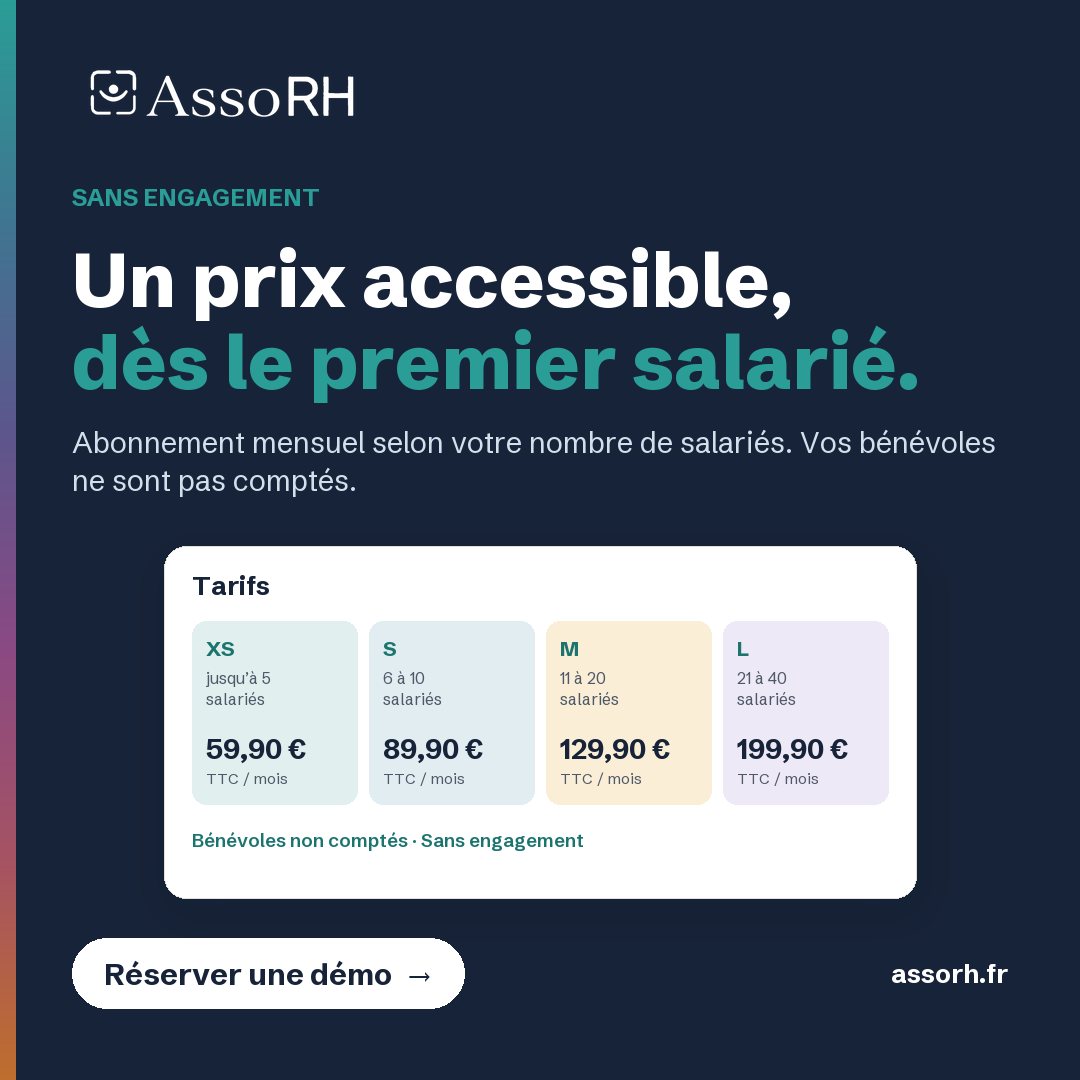 AssoRH
SANS ENGAGEMENT
Un prix accessible,
dès le premier salarié.
Abonnement mensuel selon votre nombre de salariés. Vos bénévoles
ne sont pas comptés.
Tarifs
XS
jusqu’à 5
salariés
59,90 €
TTC / mois
S
6 à 10
salariés
89,90 €
TTC / mois
M
11 à 20
salariés
129,90 €
TTC / mois
L
21 à 40
salariés
199,90 €
TTC / mois
Bénévoles non comptés · Sans engagement
Réserver une démo →
assorh.fr